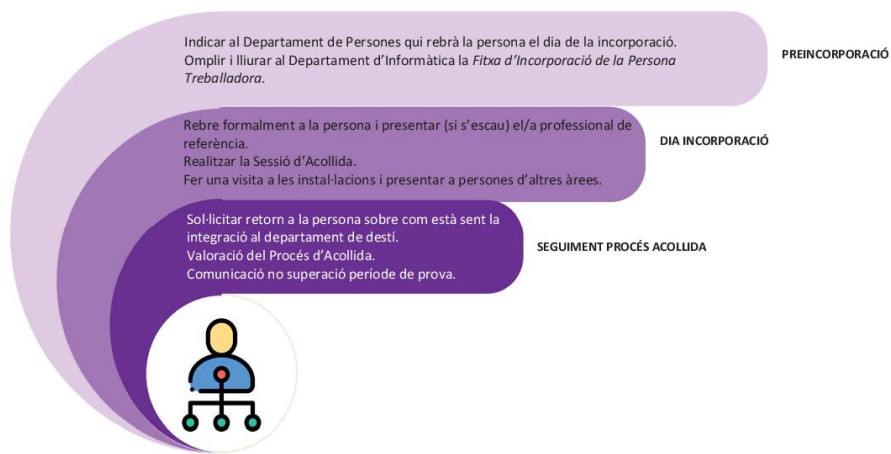 Indicar al Departament de Persones qui rebrà la persona el dia de la incorporació.
Omplir i lliurar al Departament d'Informàtica la Fitxa d'Incorporació de la Persona
Treballadora.
PREINCORPORACIÓ
Rebre formalment a la persona i presentar (si s'escau) el/a professional de
referència.
Realitzar la Sessió d'Acollida.
Fer una visita a les instal·lacions i presentar a persones d'altres àrees.
DIA INCORPORACIÓ
Sol·licitar retorn a la persona sobre com està sent la
integració al departament de destí.
Valoració del Procés d'Acollida.
Comunicació no superació període de prova.
SEGUIMENT PROCÉS ACOLLIDA